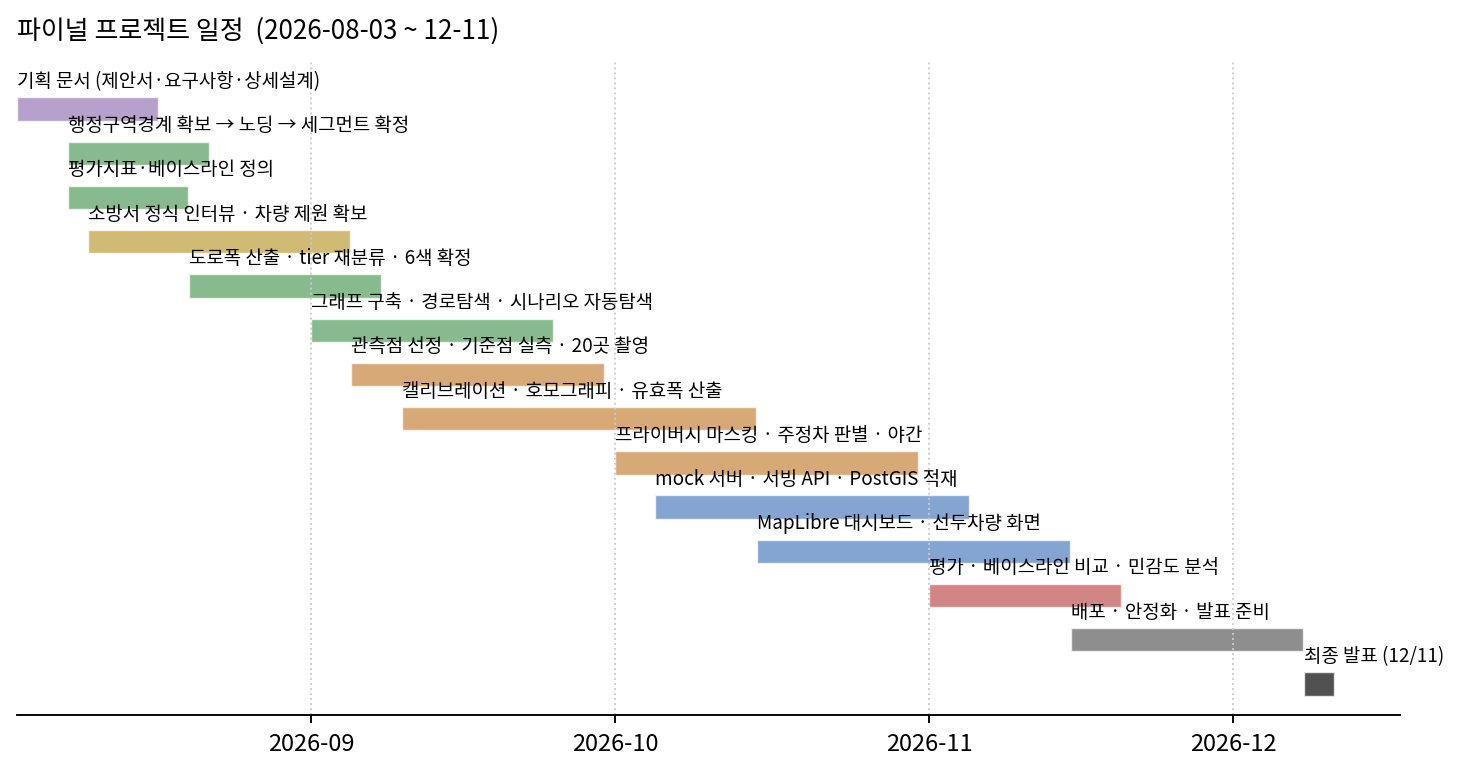 파이널 프로젝트 일정 (2026-08-03 ~ 12-11)
기획 문서 (제안서·요구사항·상세설계)
행정구역경계 확보 → 노딩 → 세그먼트 확정
평가지표·베이스라인 정의
소방서 정식 인터뷰 · 차량 제원 확보
도로폭 산출 · tier 재분류 · 6색 확정
그래프 구축 · 경로탐색 · 시나리오 자동탐색
관측점 선정 · 기준점 실측 · 20곳 촬영
캘리브레이션 · 호모그래피 · 유효폭 산출
프라이버시 마스킹 · 주정차 판별 · 야간
mock 서버 · 서빙 API · PostGIS 적재
MapLibre 대시보드 · 선두차량 화면
평가 · 베이스라인 비교 · 민감도 분석
배포 · 안정화 · 발표 준비
최종 발표 (12/11)
2026-09 2026-10 2026-11 2026-12